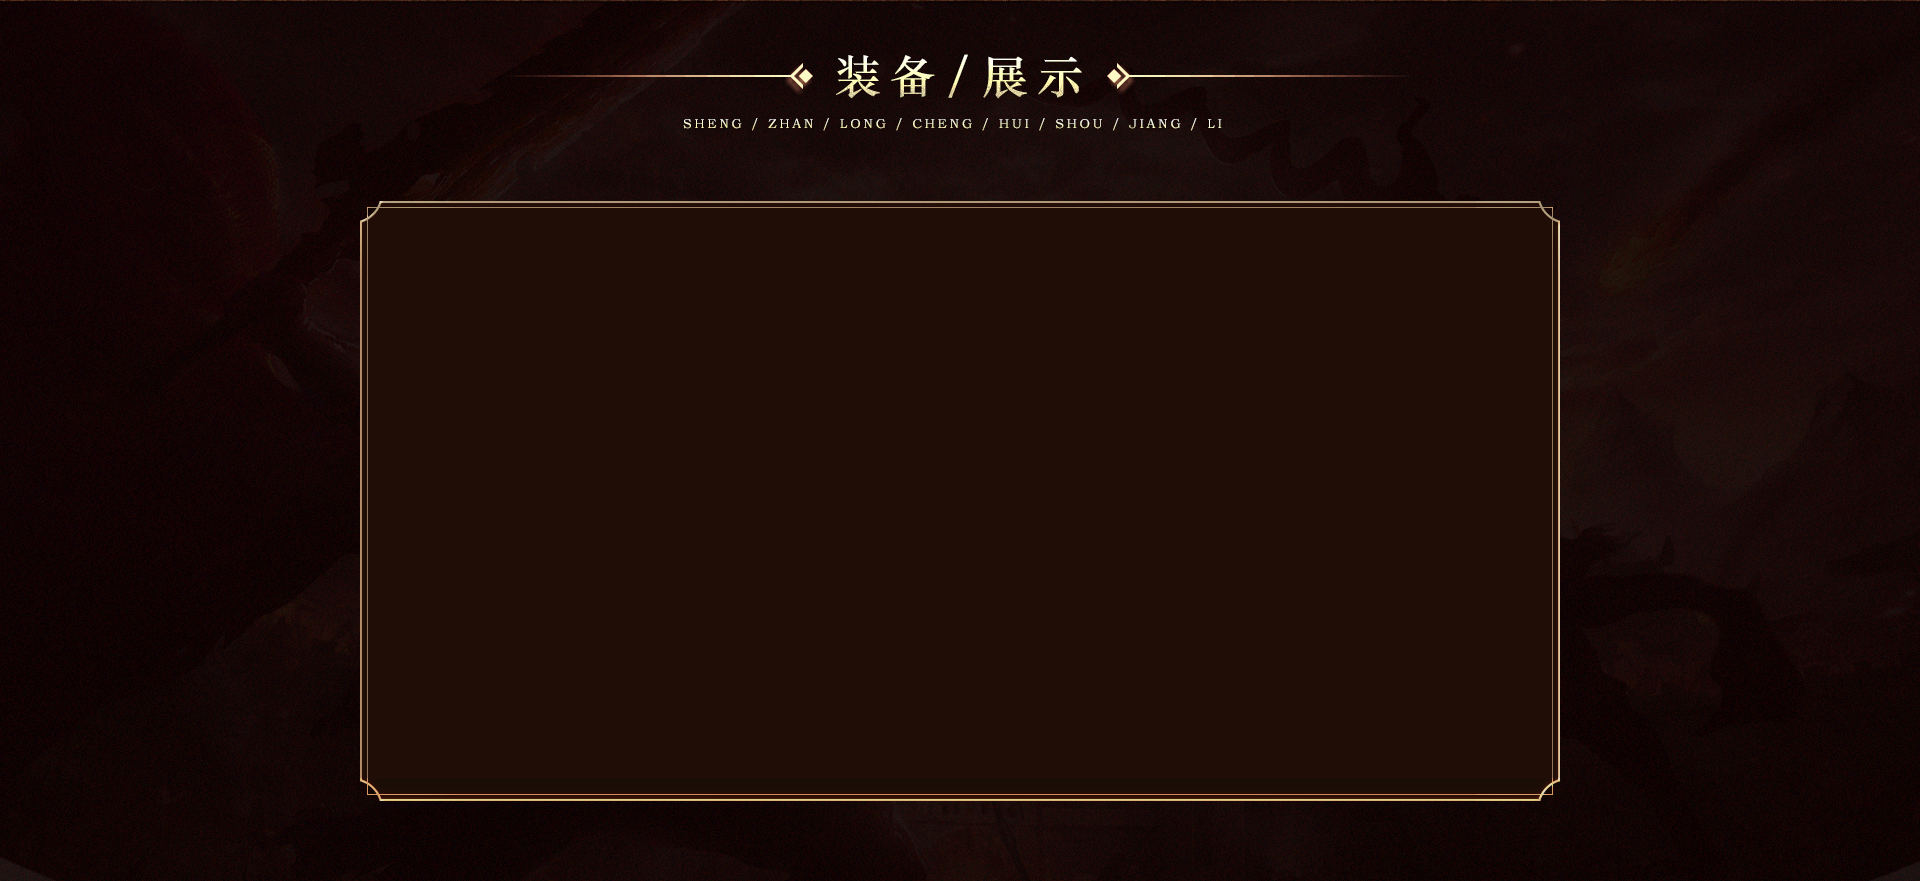 装备/展示
SHENG / ZHAN / LONG / CHENG / HUI / SHOU / JIANG / LI